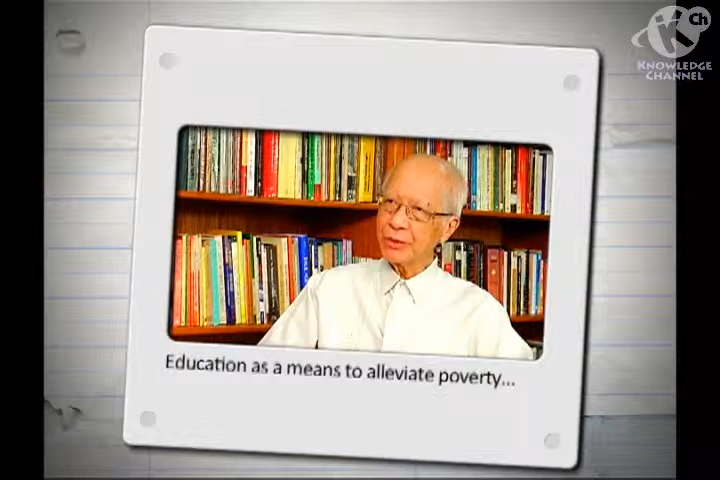 Ch
KNOWLEDGE
CHANNEL
Education as a means to alleviate poverty...